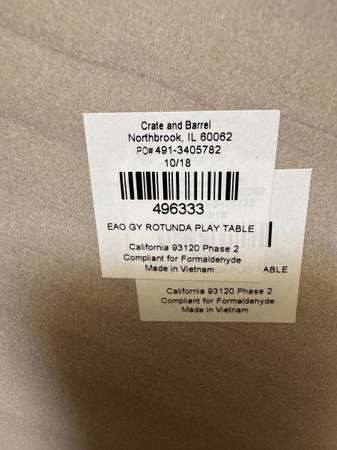 Crate and Barrel
Northbrook, IL 60062
PO# 491-3405782
10/18
496333
EAO GY ROTUNDA PLAY TABLE
California 93120 Phase 2
Compliant for Formaldehyde
Made in Vietnam
ABLE
California 93120 Phase 2
Compliant for Formaldehyde
Made in Vietnam